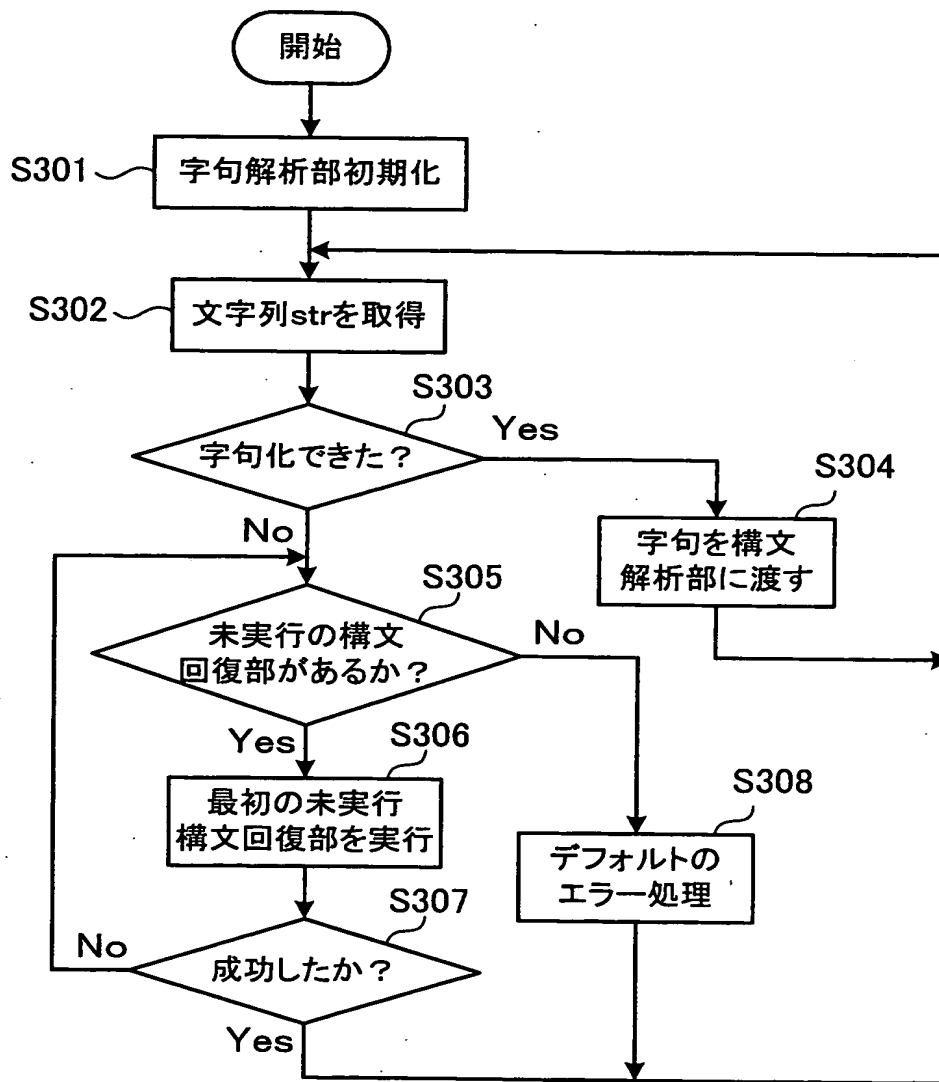 開始
S301
字句解析部初期化
S302
文字列strを取得
S303
字句化できた？
Yes
S304
字句を構文
解析部に渡す
No
S305
未実行の構文
回復部があるか？
No
Yes
S306
最初の未実行
構文回復部を実行
S308
デフォルトの
エラー処理
S307
成功したか？
No
Yes